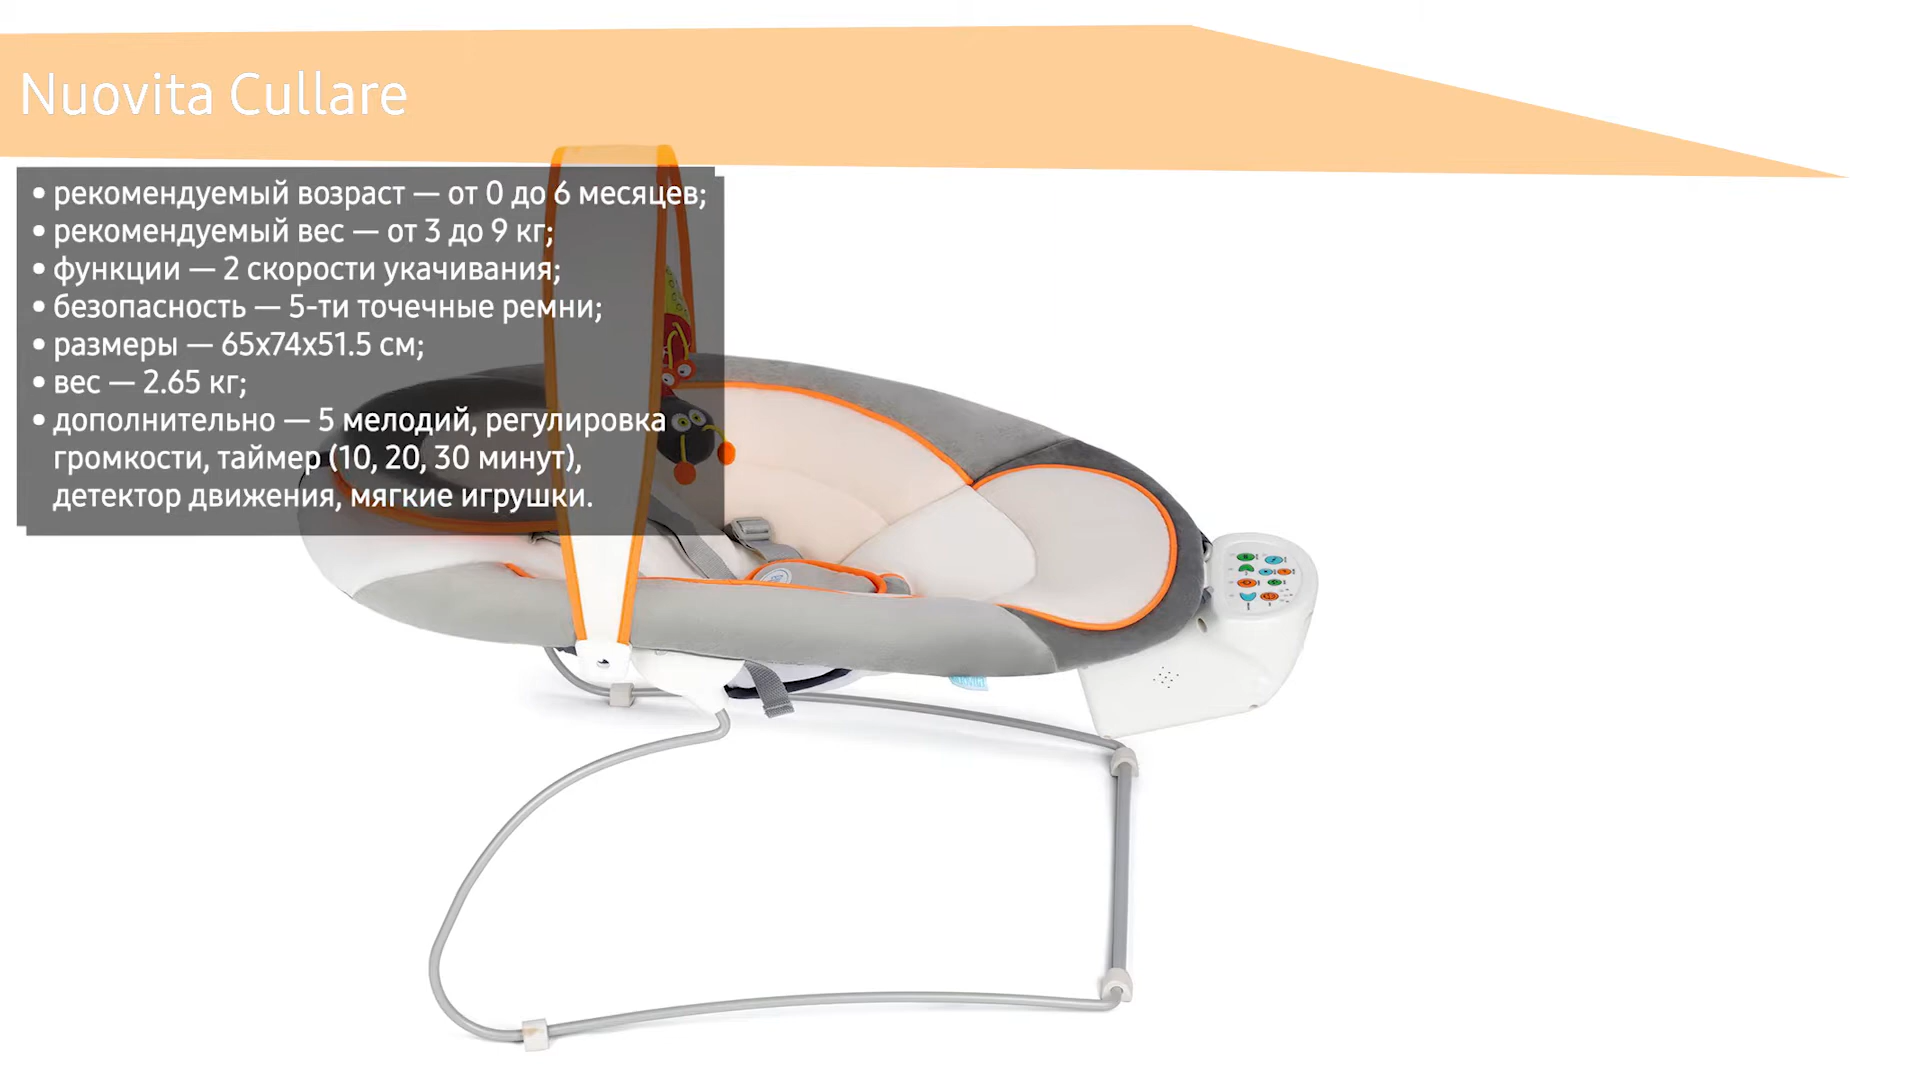 Nuovita Cullare
• рекомендуемый возраст — от 0 до 6 месяцев;
• рекомендуемый вес — от 3 до 9 кг;
• функции — 2 скорости укачивания;
• безопасность — 5-ти точечные ремни;
• размеры — 65x74x51.5 см;
• вес — 2.65 кг;
• дополнительно — 5 мелодий, регулировка
громкости, таймер (10, 20, 30 минут),
детектор движения, мягкие игрушки.